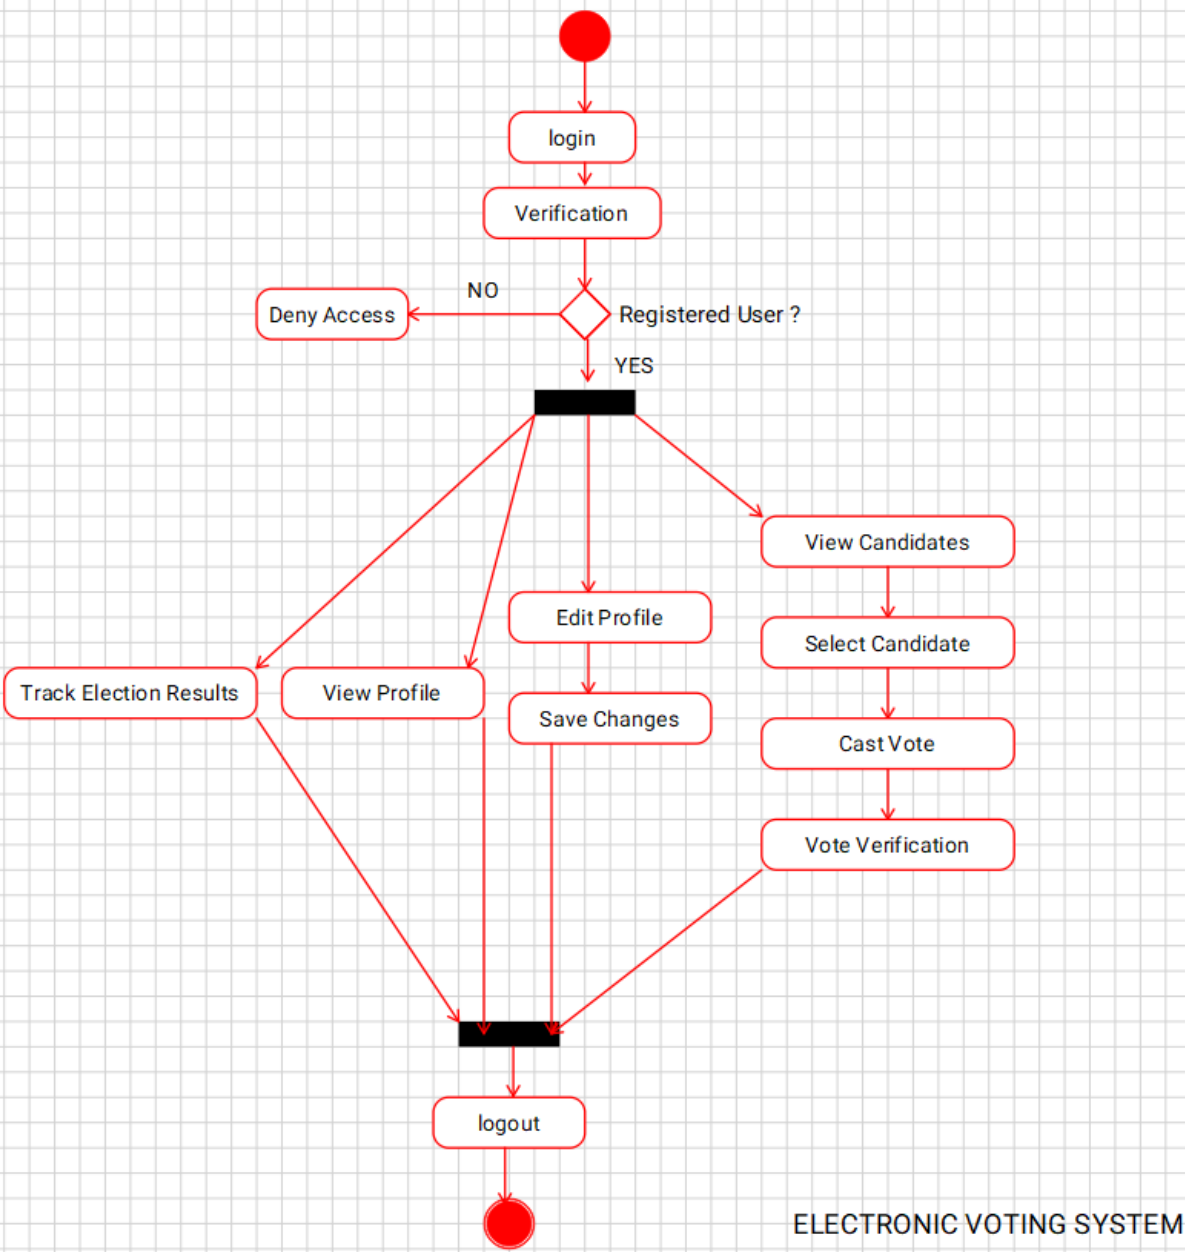 login
Verification
NO
Deny Access
Registered User ?
YES
View Candidates
Edit Profile
Select Candidate
Track Election Results
View Profile
Save Changes
Cast Vote
Vote Verification
logout
ELECTRONIC VOTING SYSTEM